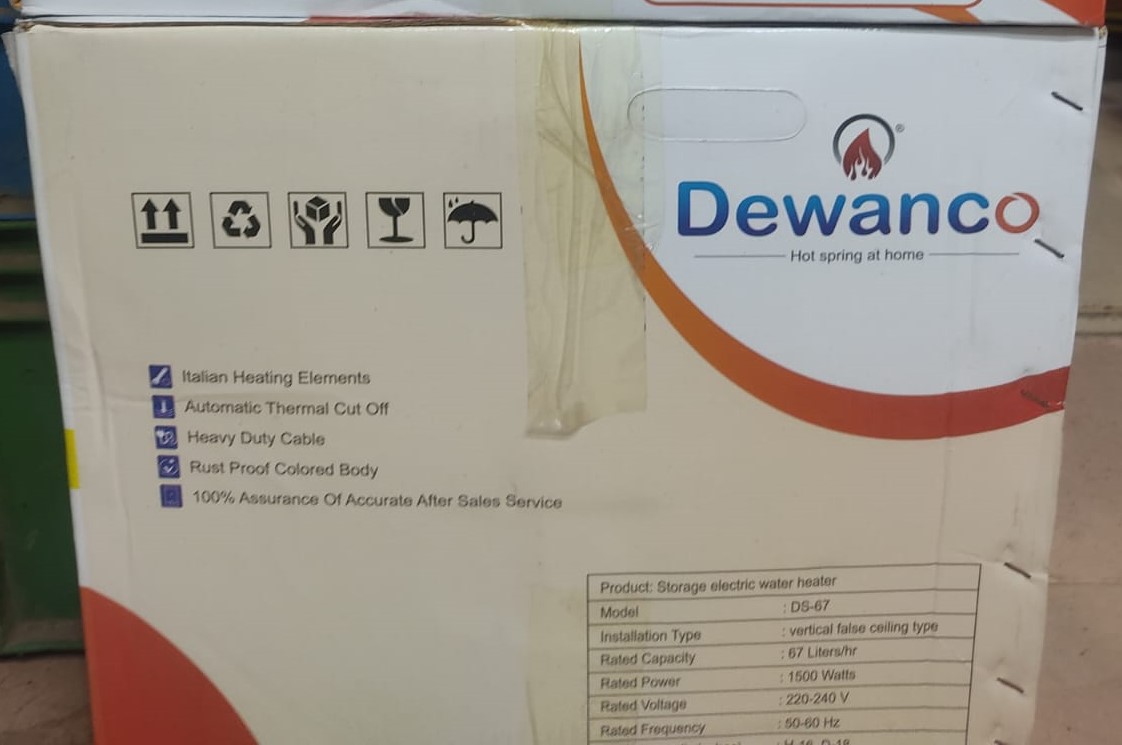 Dewanco®
Hot spring at home
Italian Heating Elements
Automatic Thermal Cut Off
Heavy Duty Cable
Rust Proof Colored Body
100% Assurance Of Accurate After Sales Service
Product: Storage electric water heater
Model : DS-67
Installation Type : vertical false ceiling type
Rated Capacity : 67 Liters/hr
Rated Power : 1500 Watts
Rated Voltage : 220-240 V
Rated Frequency : 50-60 Hz